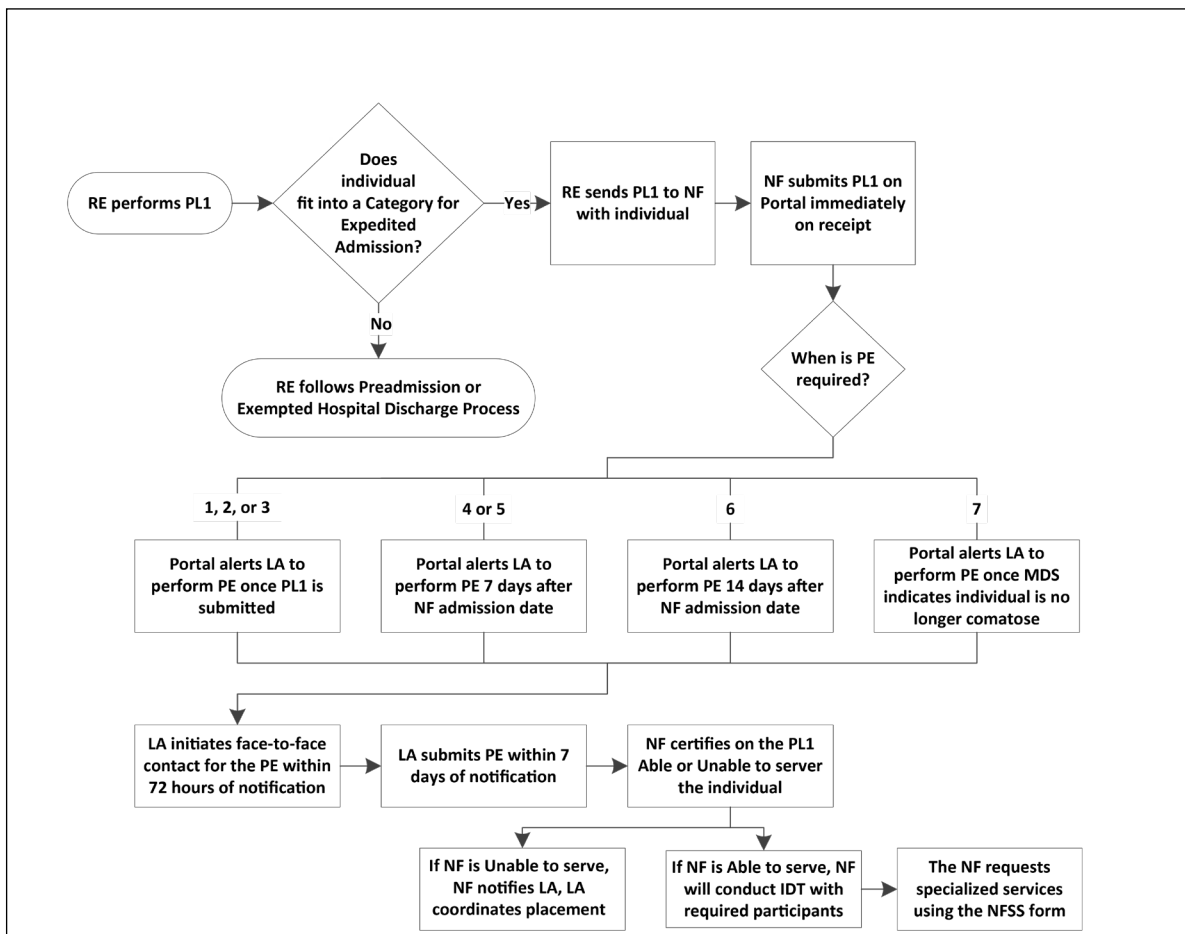 RE performs PL1
Does
individual
fit into a Category for
Expedited
Admission?
Yes
RE sends PL1 to NF
with individual
NF submits PL1 on
Portal immediately
on receipt
No
RE follows Preadmission or
Exempted Hospital Discharge Process
When is PE
required?
1, 2, or 3
Portal alerts LA to
perform PE once PL1 is
submitted
4 or 5
Portal alerts LA to
perform PE 7 days after
NF admission date
6
Portal alerts LA to
perform PE 14 days after
NF admission date
7
Portal alerts LA to
perform PE once MDS
indicates individual is no
longer comatose
LA initiates face-to-face
contact for the PE within
72 hours of notification
LA submits PE within 7
days of notification
NF certifies on the PL1
Able or Unable to server
the individual
If NF is Unable to serve,
NF notifies LA, LA
coordinates placement
If NF is Able to serve, NF
will conduct IDT with
required participants
The NF requests
specialized services
using the NFSS form